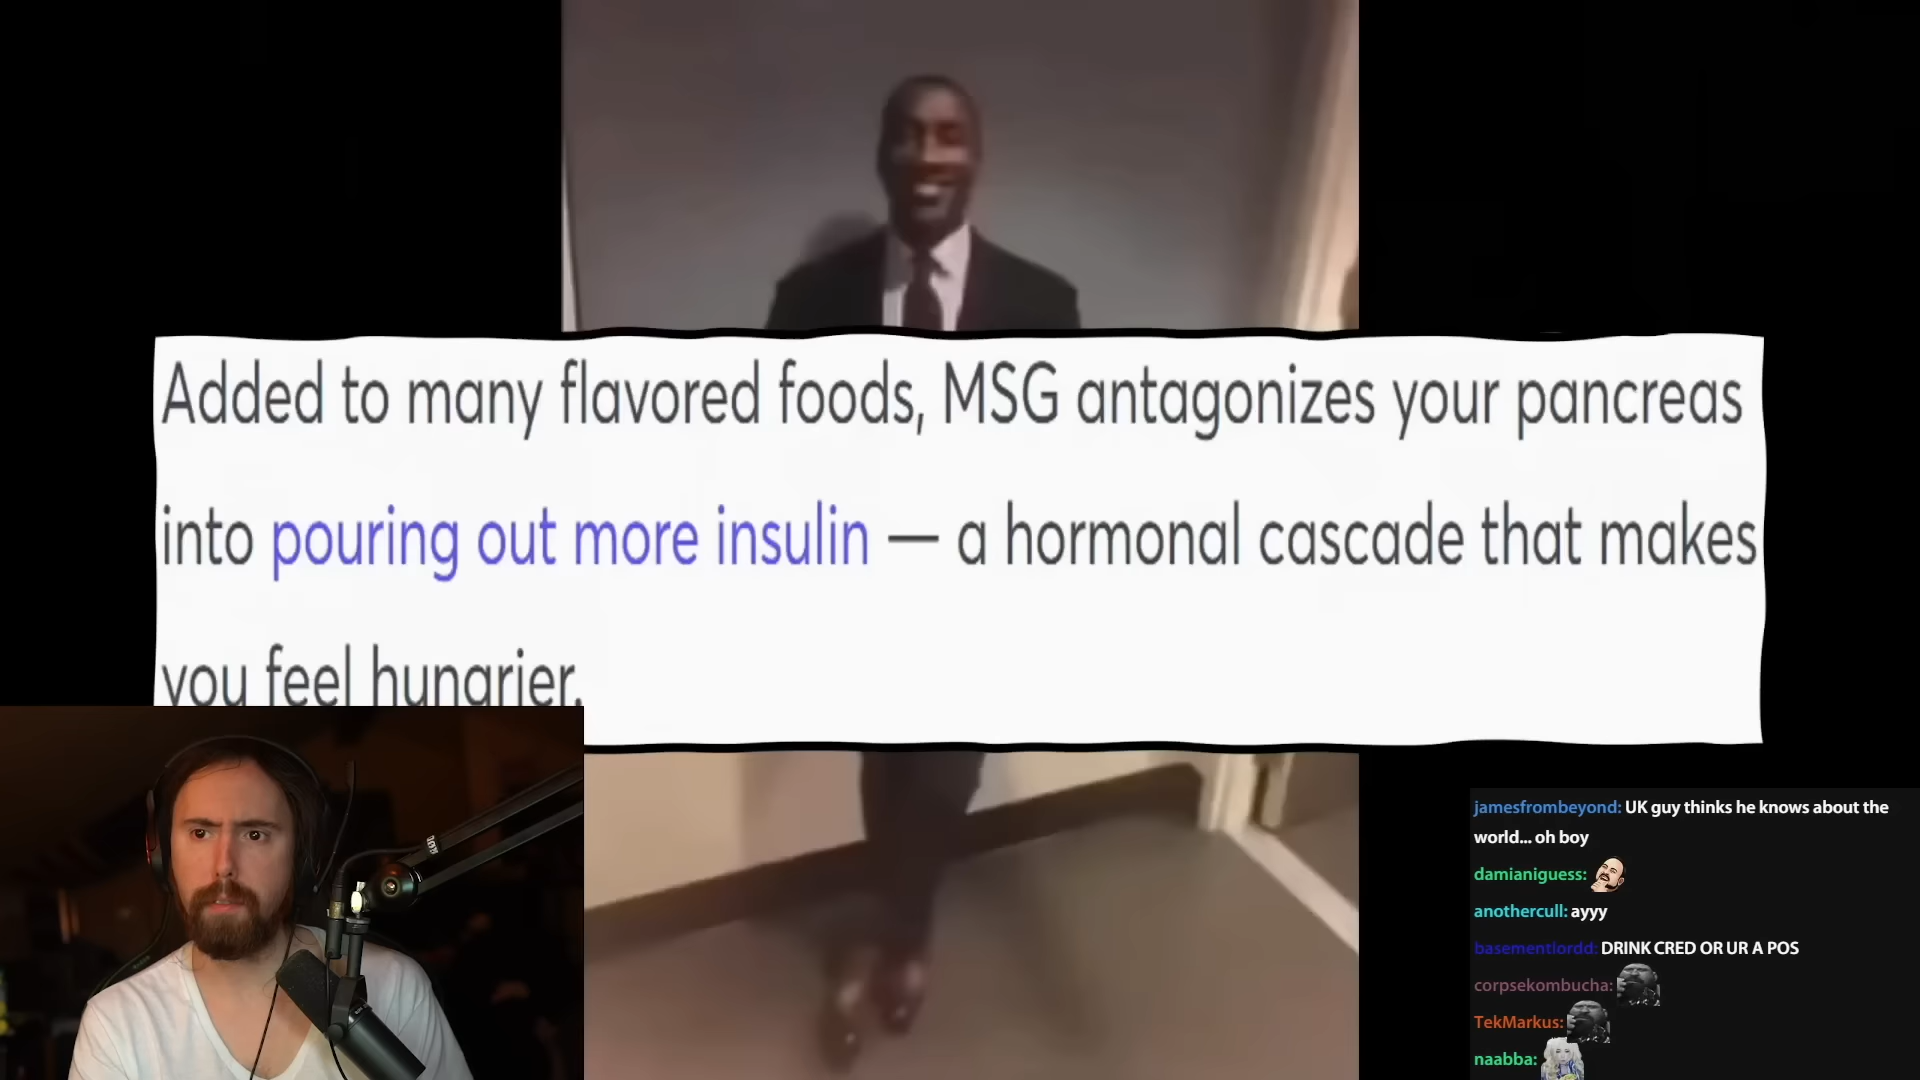 Added to many flavored foods, MSG antagonizes your pancreas
into pouring out more insulin — a hormonal cascade that makes
you feel hungrier.
jamesfrombeyond: UK guy thinks he knows about the
world... oh boy
damianiguess:
anothercull: ayyy
basementlordd: DRINK CRED OR UR A POS
corpsekombucha:
TekMarkus:
naabba: